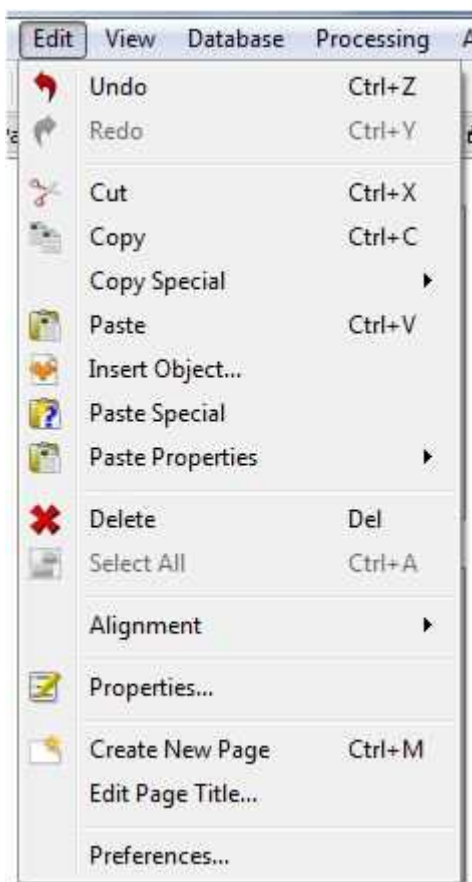 Edit View Database Processing
Undo Ctrl+Z
Redo Ctrl+Y
Cut Ctrl+X
Copy Ctrl+C
Copy Special
Paste Ctrl+V
Insert Object...
Paste Special
Paste Properties
Delete Del
Select All Ctrl+A
Alignment
Properties...
Create New Page Ctrl+M
Edit Page Title...
Preferences...